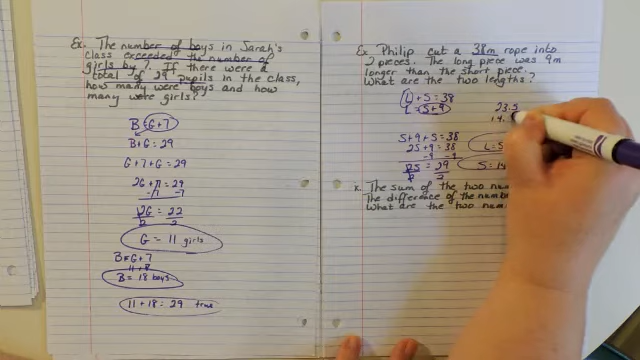 Ex. The number of boys in Sarah's
class exceeded the number of
girls by 7. If there were a
total of 29 pupils in the class,
how many were boys and how
many were girls?
B = G+7
B+G = 29
G+7+G = 29
2G+7=29
-7 -7
2G = 22
2 2
G = 11 girls
B = G+7
11+7
B = 18 boys
11+18 = 29 true
Ex. Philip cut a 38m rope into
2 pieces. The long piece was 9m
longer than the short piece.
What are the two lengths?
L+S=38
L=S+9
S+9+S=38
2S+9=38
-9 -9
2S = 29
2 2
23.5
14.
L=
S=14
x. The sum of the two num
The difference of the num
What are the two num